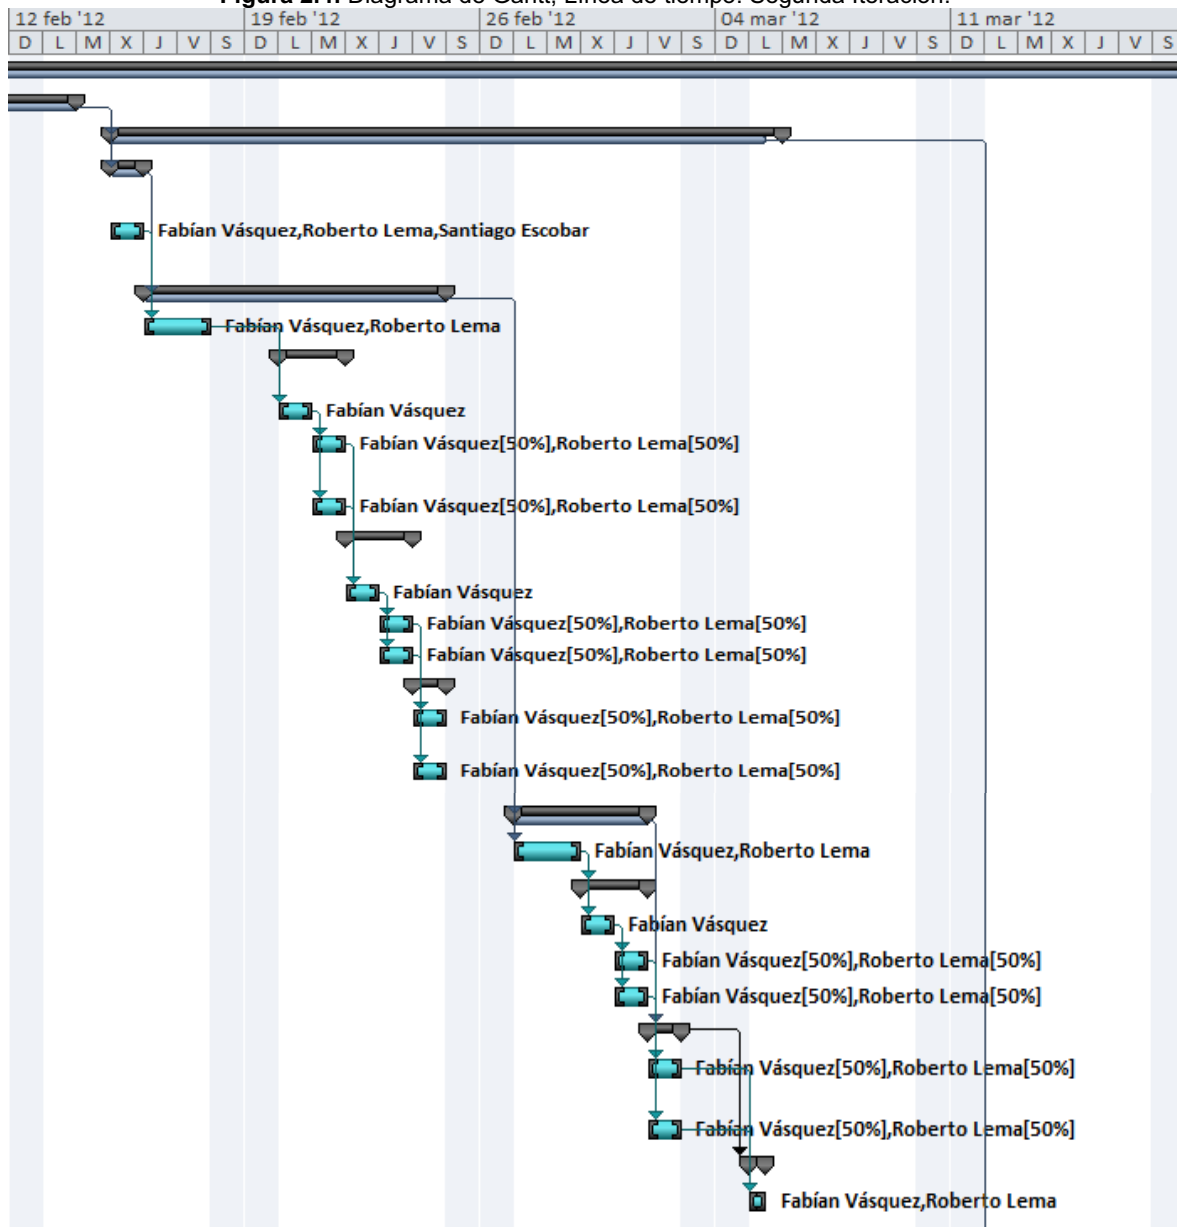 Figura 2.4. Diagrama de Gantt, Línea de tiempo. Segunda Iteración.
12 feb '12 19 feb '12 26 feb '12 04 mar '12 11 mar '12
D L M X J V S D L M X J V S D L M X J V S D L M X J V S D L M X J V S
Fabían Vásquez,Roberto Lema,Santiago Escobar
Fabían Vásquez,Roberto Lema
Fabían Vásquez
Fabían Vásquez[50%],Roberto Lema[50%]
Fabían Vásquez[50%],Roberto Lema[50%]
Fabían Vásquez
Fabían Vásquez[50%],Roberto Lema[50%]
Fabían Vásquez[50%],Roberto Lema[50%]
Fabían Vásquez[50%],Roberto Lema[50%]
Fabían Vásquez[50%],Roberto Lema[50%]
Fabían Vásquez,Roberto Lema
Fabían Vásquez
Fabían Vásquez[50%],Roberto Lema[50%]
Fabían Vásquez[50%],Roberto Lema[50%]
Fabían Vásquez[50%],Roberto Lema[50%]
Fabían Vásquez[50%],Roberto Lema[50%]
Fabían Vásquez,Roberto Lema